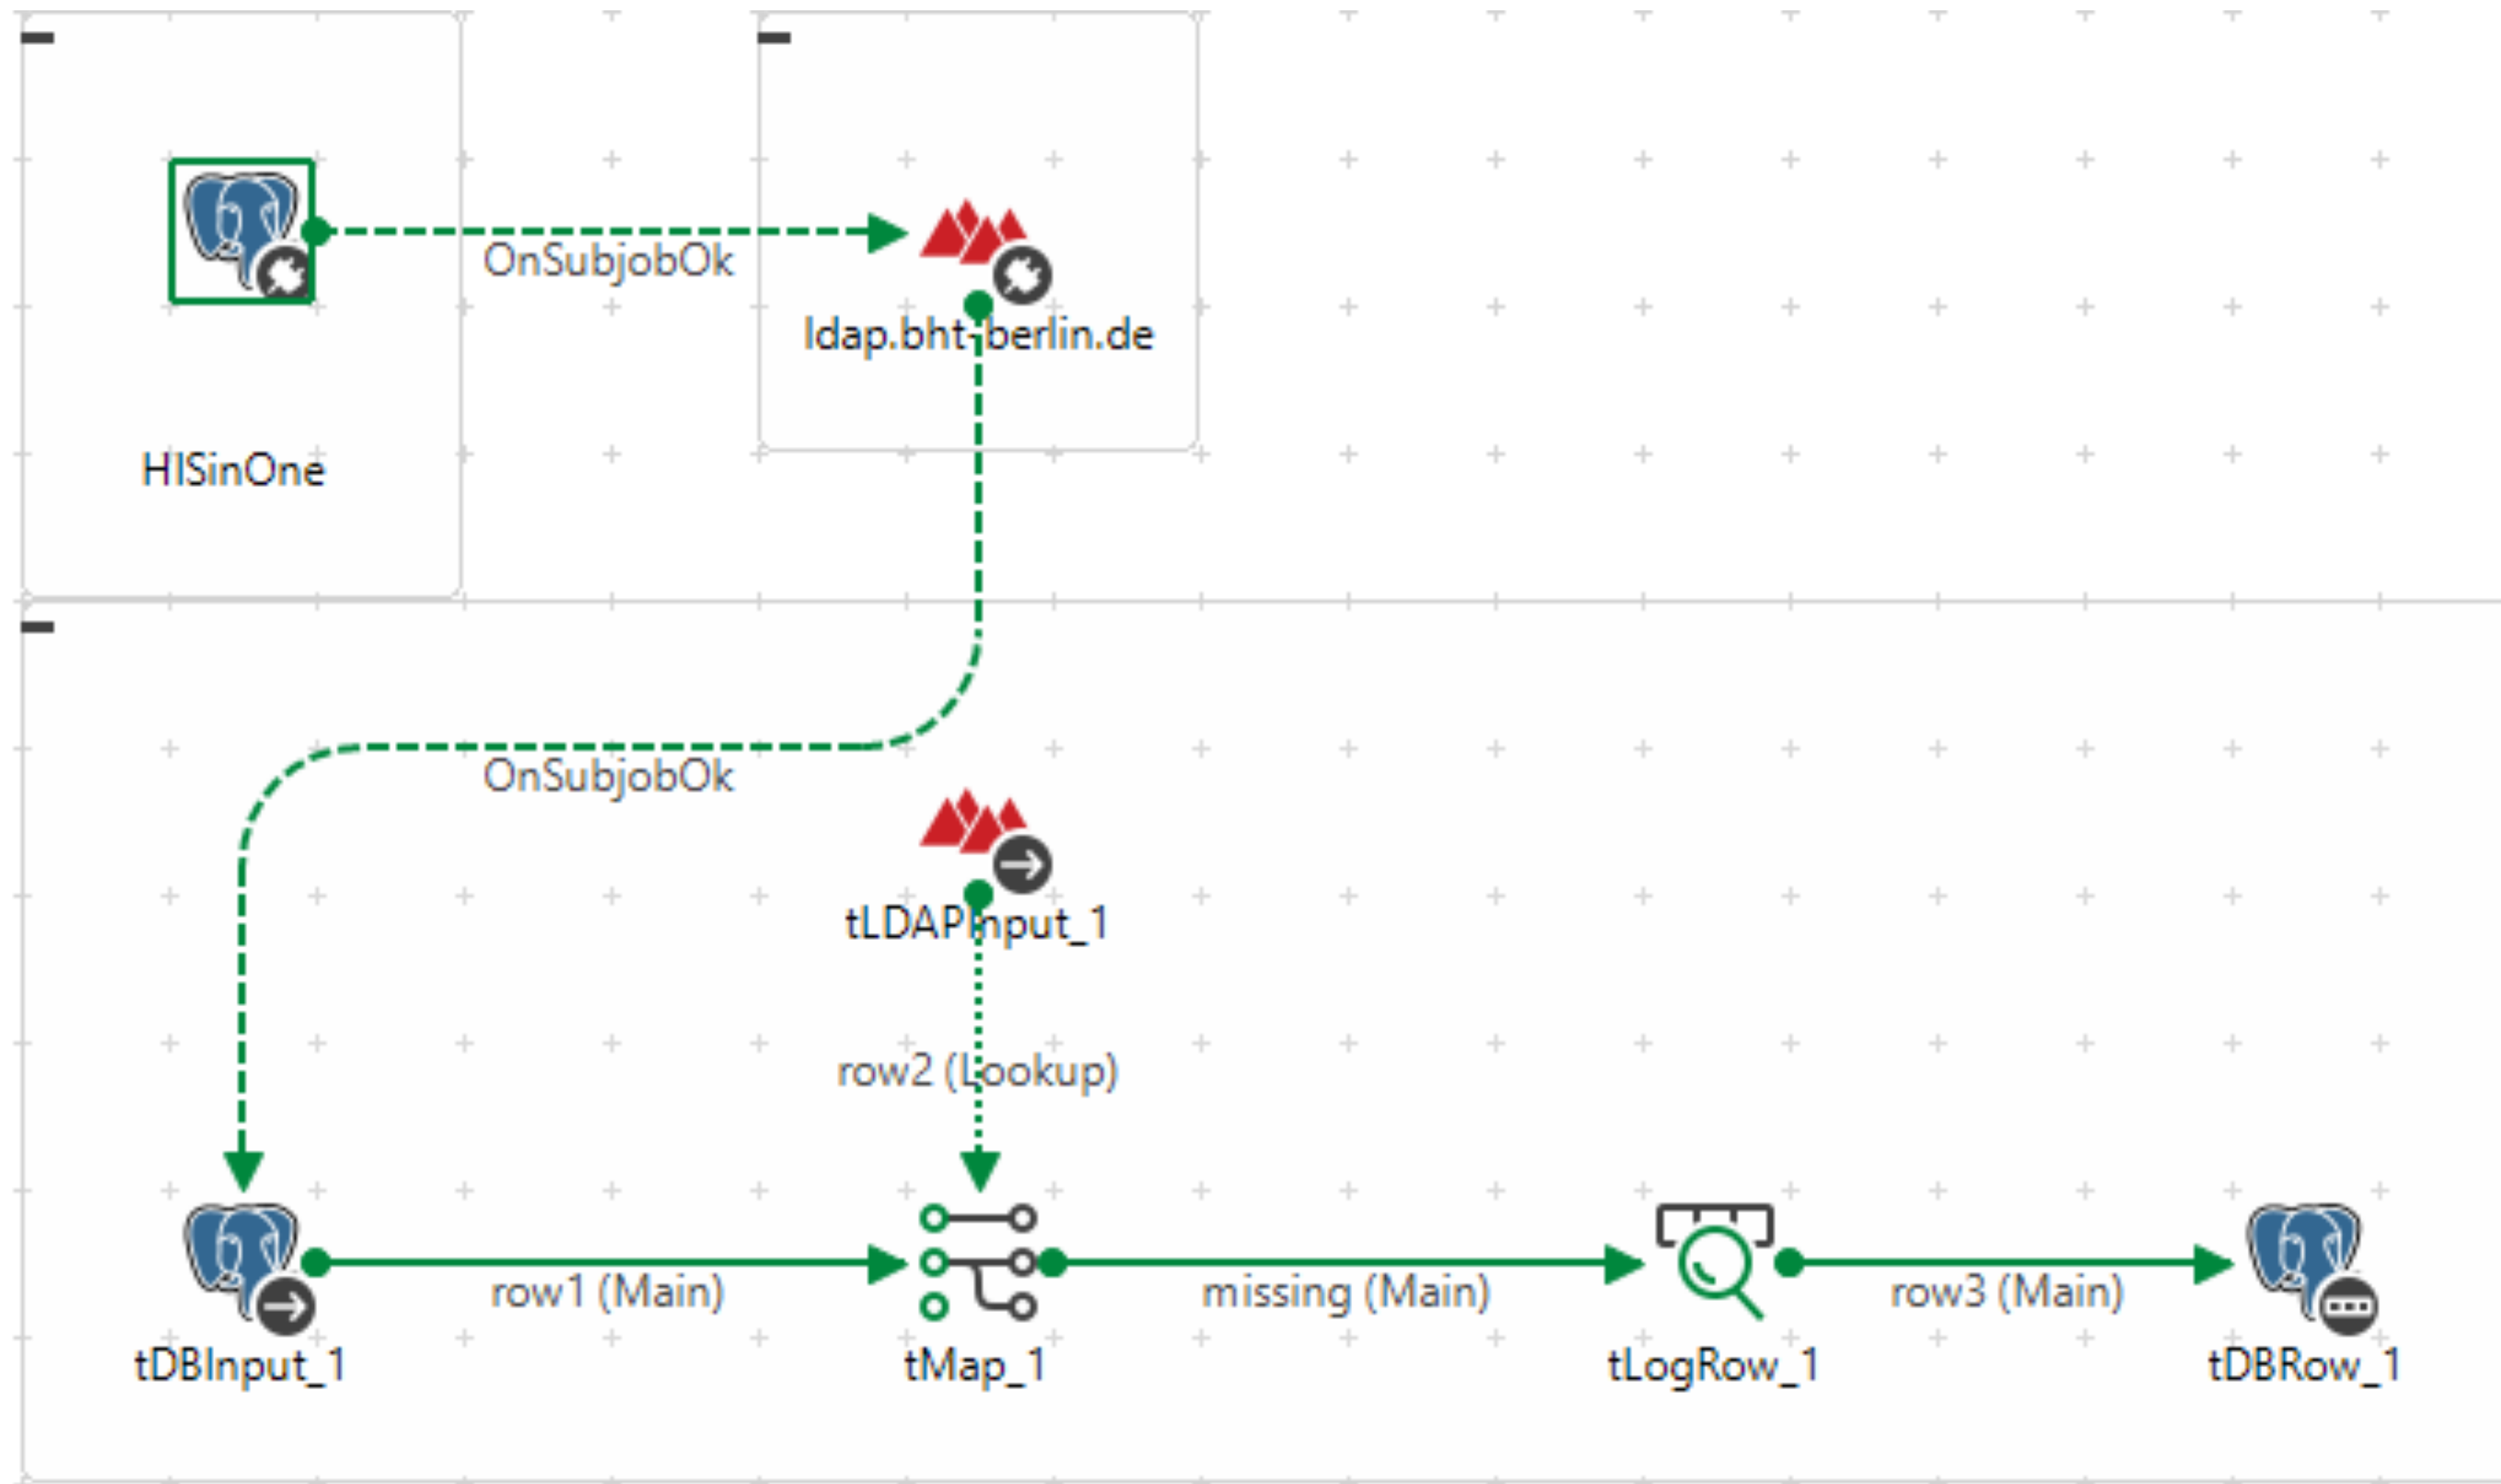 OnSubjobOk
ldap.bht-berlin.de
HISinOne
OnSubjobOk
tLDAPInput_1
row2 (Lookup)
row1 (Main)
missing (Main)
row3 (Main)
tDBInput_1
tMap_1
tLogRow_1
tDBRow_1